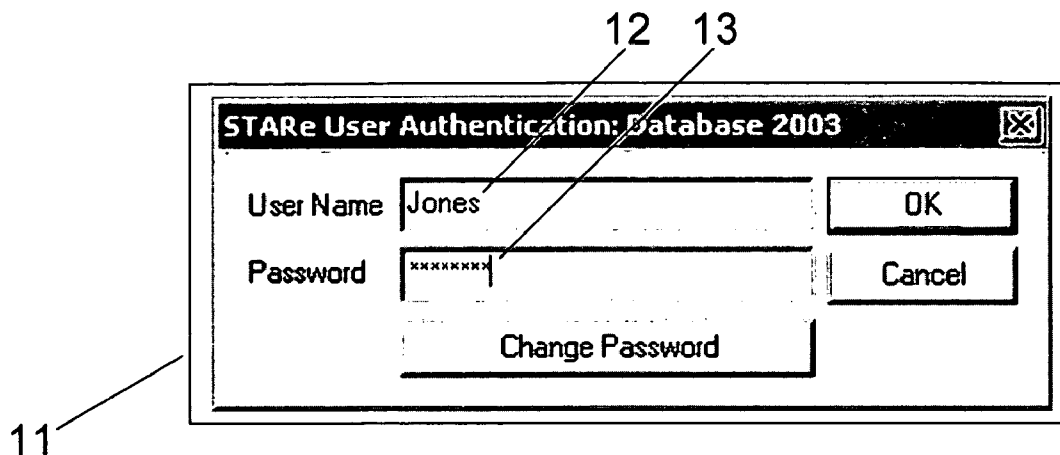 12 13
STARe User Authentication: Database 2003
User Name Jones OK
Password ******** Cancel
Change Password
11